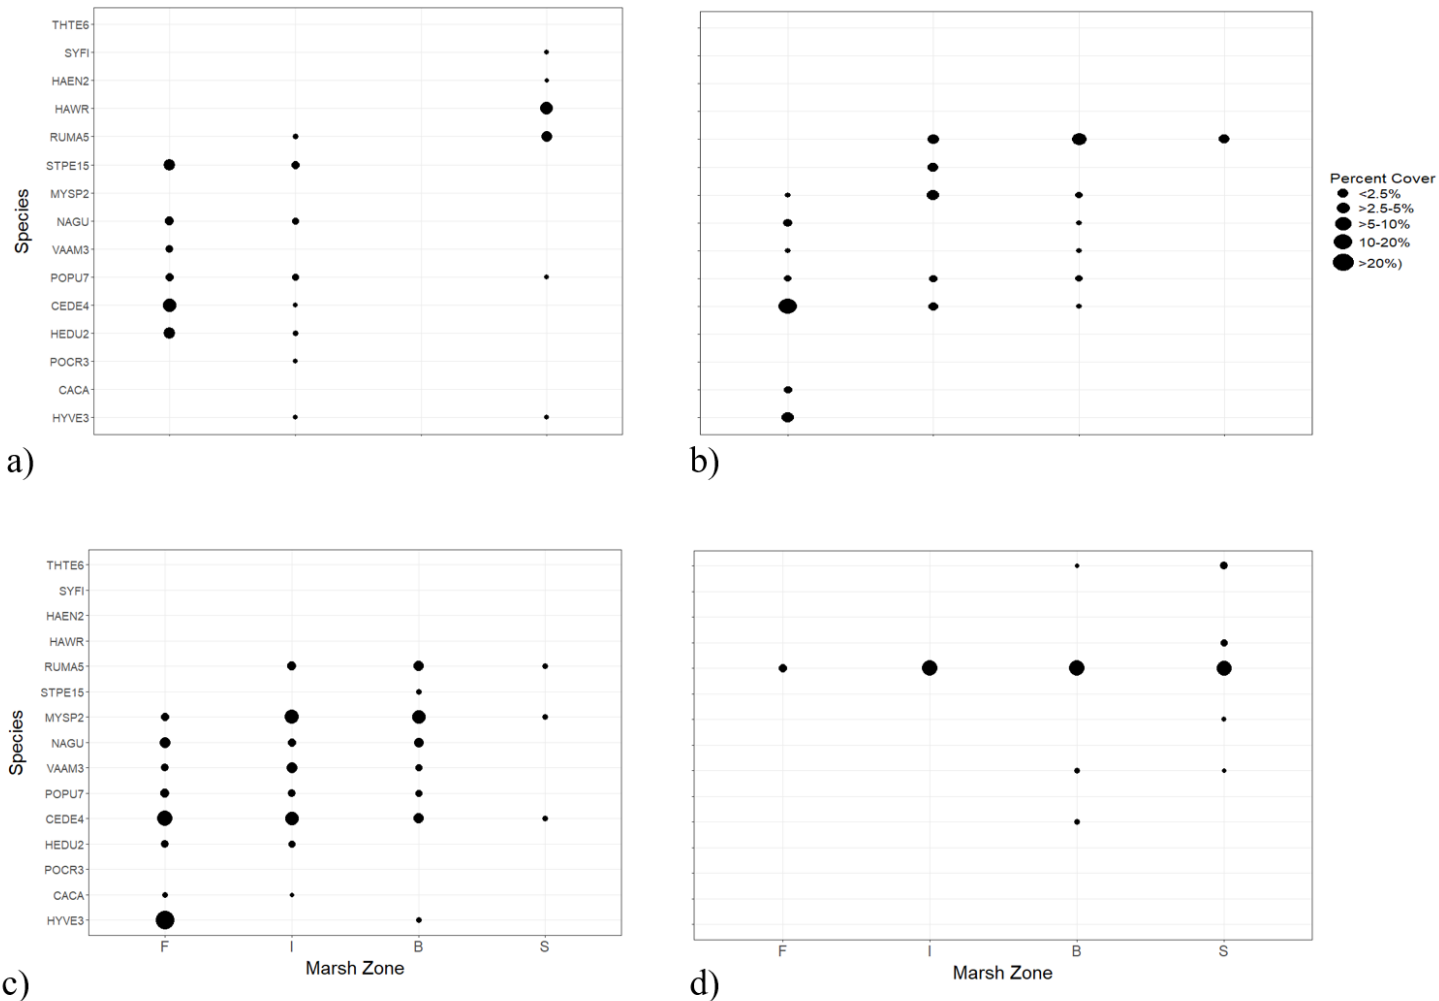 THTE6
SYFI
HAEN2
HAWR
RUMA5
STPE15
MYSP2
NAGU
VAAM3
POPU7
CEDE4
HEDU2
POCR3
CACA
HYVE3
Species
a)
b)
Percent Cover
<2.5%
>2.5-5%
>5-10%
10-20%
>20%)
THTE6
SYFI
HAEN2
HAWR
RUMA5
STPE15
MYSP2
NAGU
VAAM3
POPU7
CEDE4
HEDU2
POCR3
CACA
HYVE3
Species
F I B S
Marsh Zone
c)
F I B S
Marsh Zone
d)